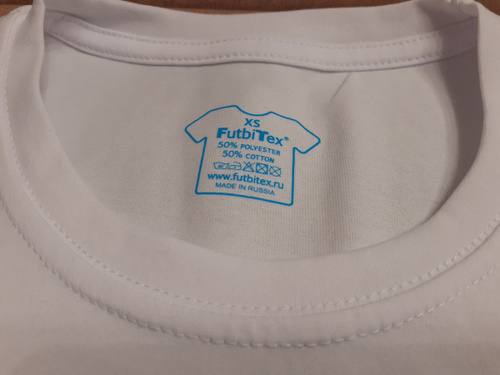 XS
FutbiTex®
50% POLYESTER
50% COTTON
www.futbitex.ru
MADE IN RUSSIA